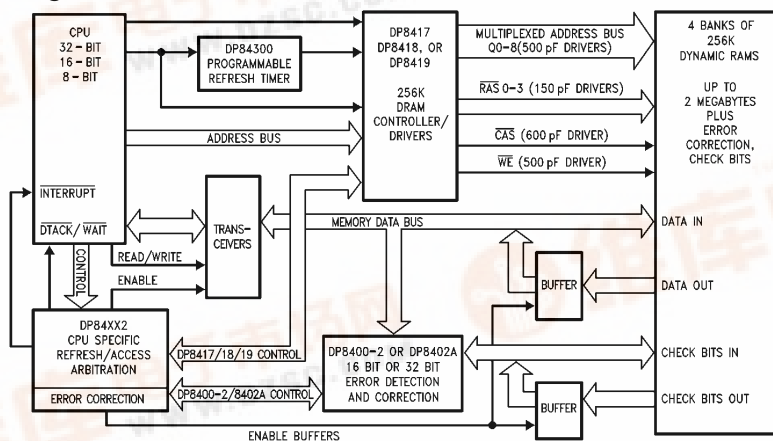 CPU
32-BIT
16-BIT
8-BIT
INTERRUPT
DTACK/WAIT
DP84300
PROGRAMMABLE
REFRESH TIMER
DP8417
DP8418, OR
DP8419
256K
DRAM
CONTROLLER/
DRIVERS
MULTIPLEXED ADDRESS BUS
Q0-8(500 pF DRIVERS)
RAS 0-3 (150 pF DRIVERS)
CAS (600 pF DRIVER)
WE (500 pF DRIVER)
4 BANKS OF
256K
DYNAMIC RAMS
UP TO
2 MEGABYTES
PLUS
ERROR
CORRECTION,
CHECK BITS
ADDRESS BUS
TRANS-
CEIVERS
MEMORY DATA BUS
DATA IN
DATA OUT
BUFFER
CONTROL
READ/WRITE
ENABLE
DP84XX2
CPU SPECIFIC
REFRESH/ACCESS
ARBITRATION
ERROR CORRECTION
DP8417/18/19 CONTROL
DP8400-2/8402A CONTROL
DP8400-2 OR DP8402A
16 BIT OR 32 BIT
ERROR DETECTION
AND CORRECTION
CHECK BITS IN
CHECK BITS OUT
BUFFER
ENABLE BUFFERS